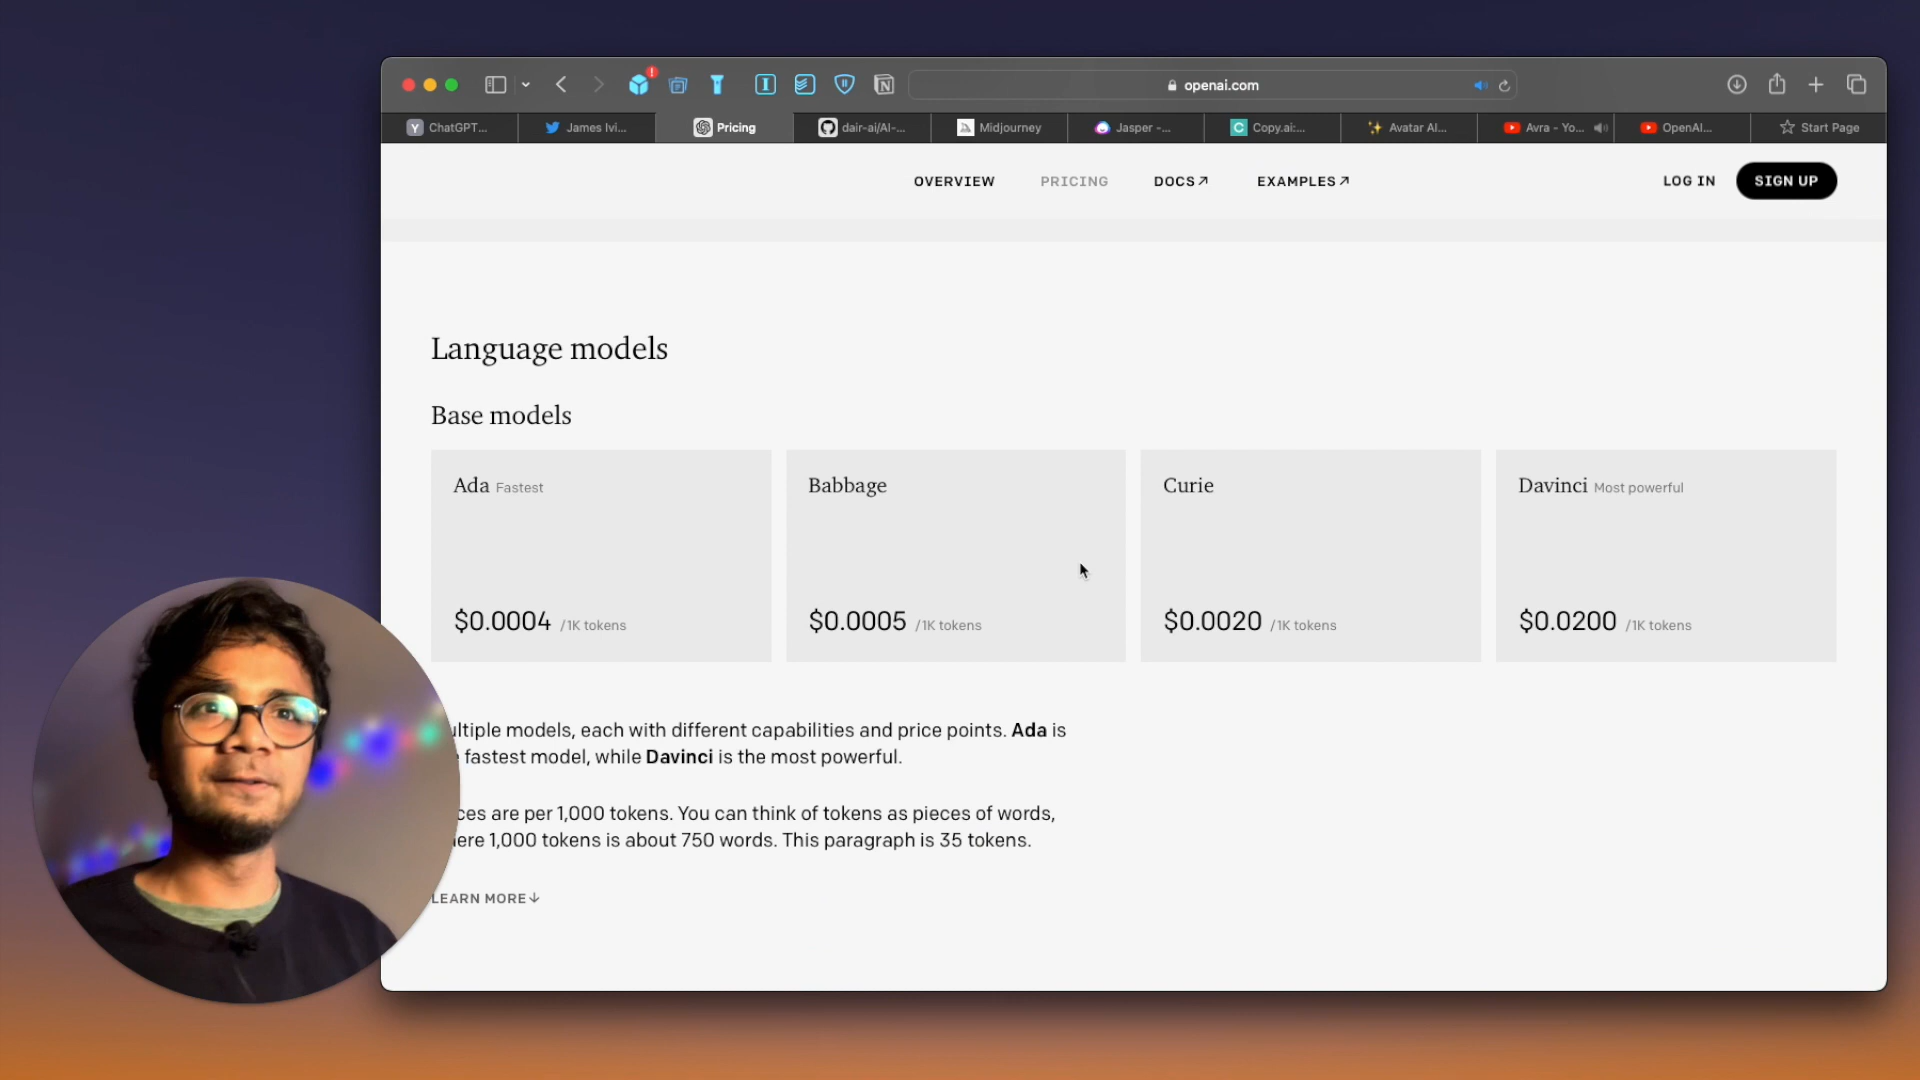 openai.com
ChatGPT...
James Ivi...
Pricing
dair-ai/AI-...
Midjourney
Jasper -...
Copy.ai:...
Avatar AI...
Avra - Yo...
OpenAI...
Start Page
OVERVIEW
PRICING
DOCS↗
EXAMPLES↗
LOG IN
SIGN UP
Language models
Base models
Ada Fastest
Babbage
Curie
Davinci Most powerful
$0.0004 /1K tokens
$0.0005 /1K tokens
$0.0020 /1K tokens
$0.0200 /1K tokens
ltiple models, each with different capabilities and price points. Ada is
fastest model, while Davinci is the most powerful.
ces are per 1,000 tokens. You can think of tokens as pieces of words,
ere 1,000 tokens is about 750 words. This paragraph is 35 tokens.
LEARN MORE↓